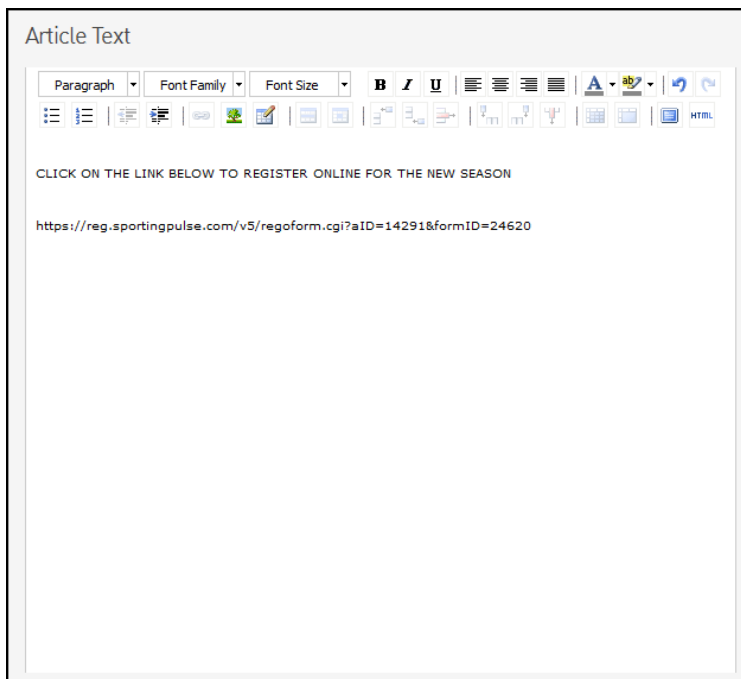 Article Text
Paragraph Font Family Font Size B I U A ab
HTML
CLICK ON THE LINK BELOW TO REGISTER ONLINE FOR THE NEW SEASON
https://reg.sportingpulse.com/v5/regoform.cgi?aID=14291&formID=24620